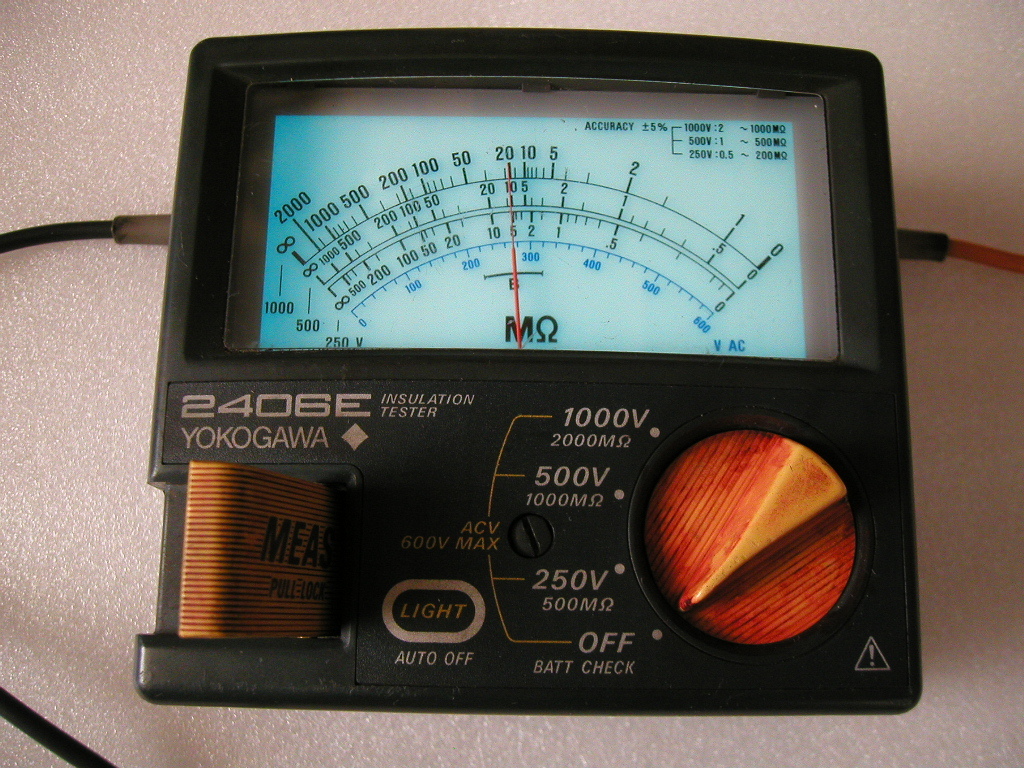 ACCURACY ±5% 1000V:2 ~1000MΩ
500V:1 ~ 500MΩ
250V:0.5 ~ 200MΩ
∞ 2000 1000 500 200 100 50 20 10 5 2 1 0
∞ 1000 500 200 100 50 20 10 5 2 1 .5 0
∞ 500 200 100 50 20 10 5 2 1 .5 0
0 100 200 300 400 500 600
B
1000
500
250 V
MΩ
V AC
2406E INSULATION
TESTER
YOKOGAWA
MEAS
PULL-LOCK
1000V
2000MΩ
500V
1000MΩ
ACV
600V MAX
250V
500MΩ
LIGHT
AUTO OFF
OFF
BATT CHECK